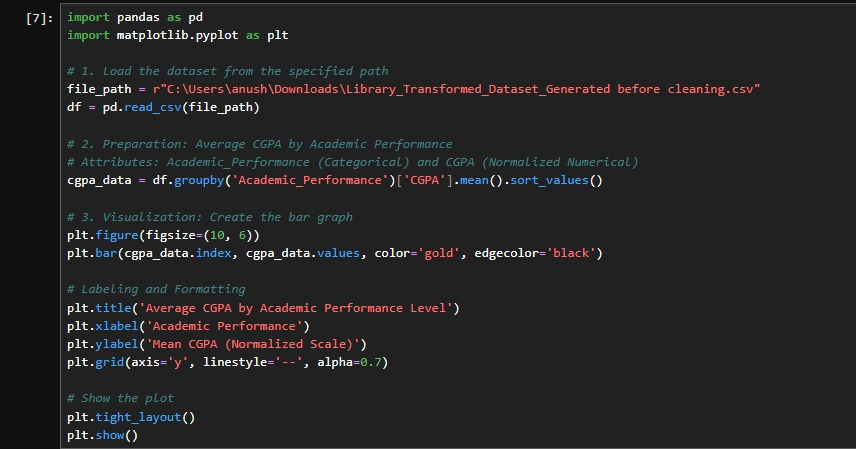 [7]: import pandas as pd
import matplotlib.pyplot as plt
# 1. Load the dataset from the specified path
file_path = r"C:\Users\anush\Downloads\Library_Transformed_Dataset_Generated before cleaning.csv"
df = pd.read_csv(file_path)
# 2. Preparation: Average CGPA by Academic Performance
# Attributes: Academic_Performance (Categorical) and CGPA (Normalized Numerical)
cgpa_data = df.groupby('Academic_Performance')['CGPA'].mean().sort_values()
# 3. Visualization: Create the bar graph
plt.figure(figsize=(10, 6))
plt.bar(cgpa_data.index, cgpa_data.values, color='gold', edgecolor='black')
# Labeling and Formatting
plt.title('Average CGPA by Academic Performance Level')
plt.xlabel('Academic Performance')
plt.ylabel('Mean CGPA (Normalized Scale)')
plt.grid(axis='y', linestyle='--', alpha=0.7)
# Show the plot
plt.tight_layout()
plt.show()